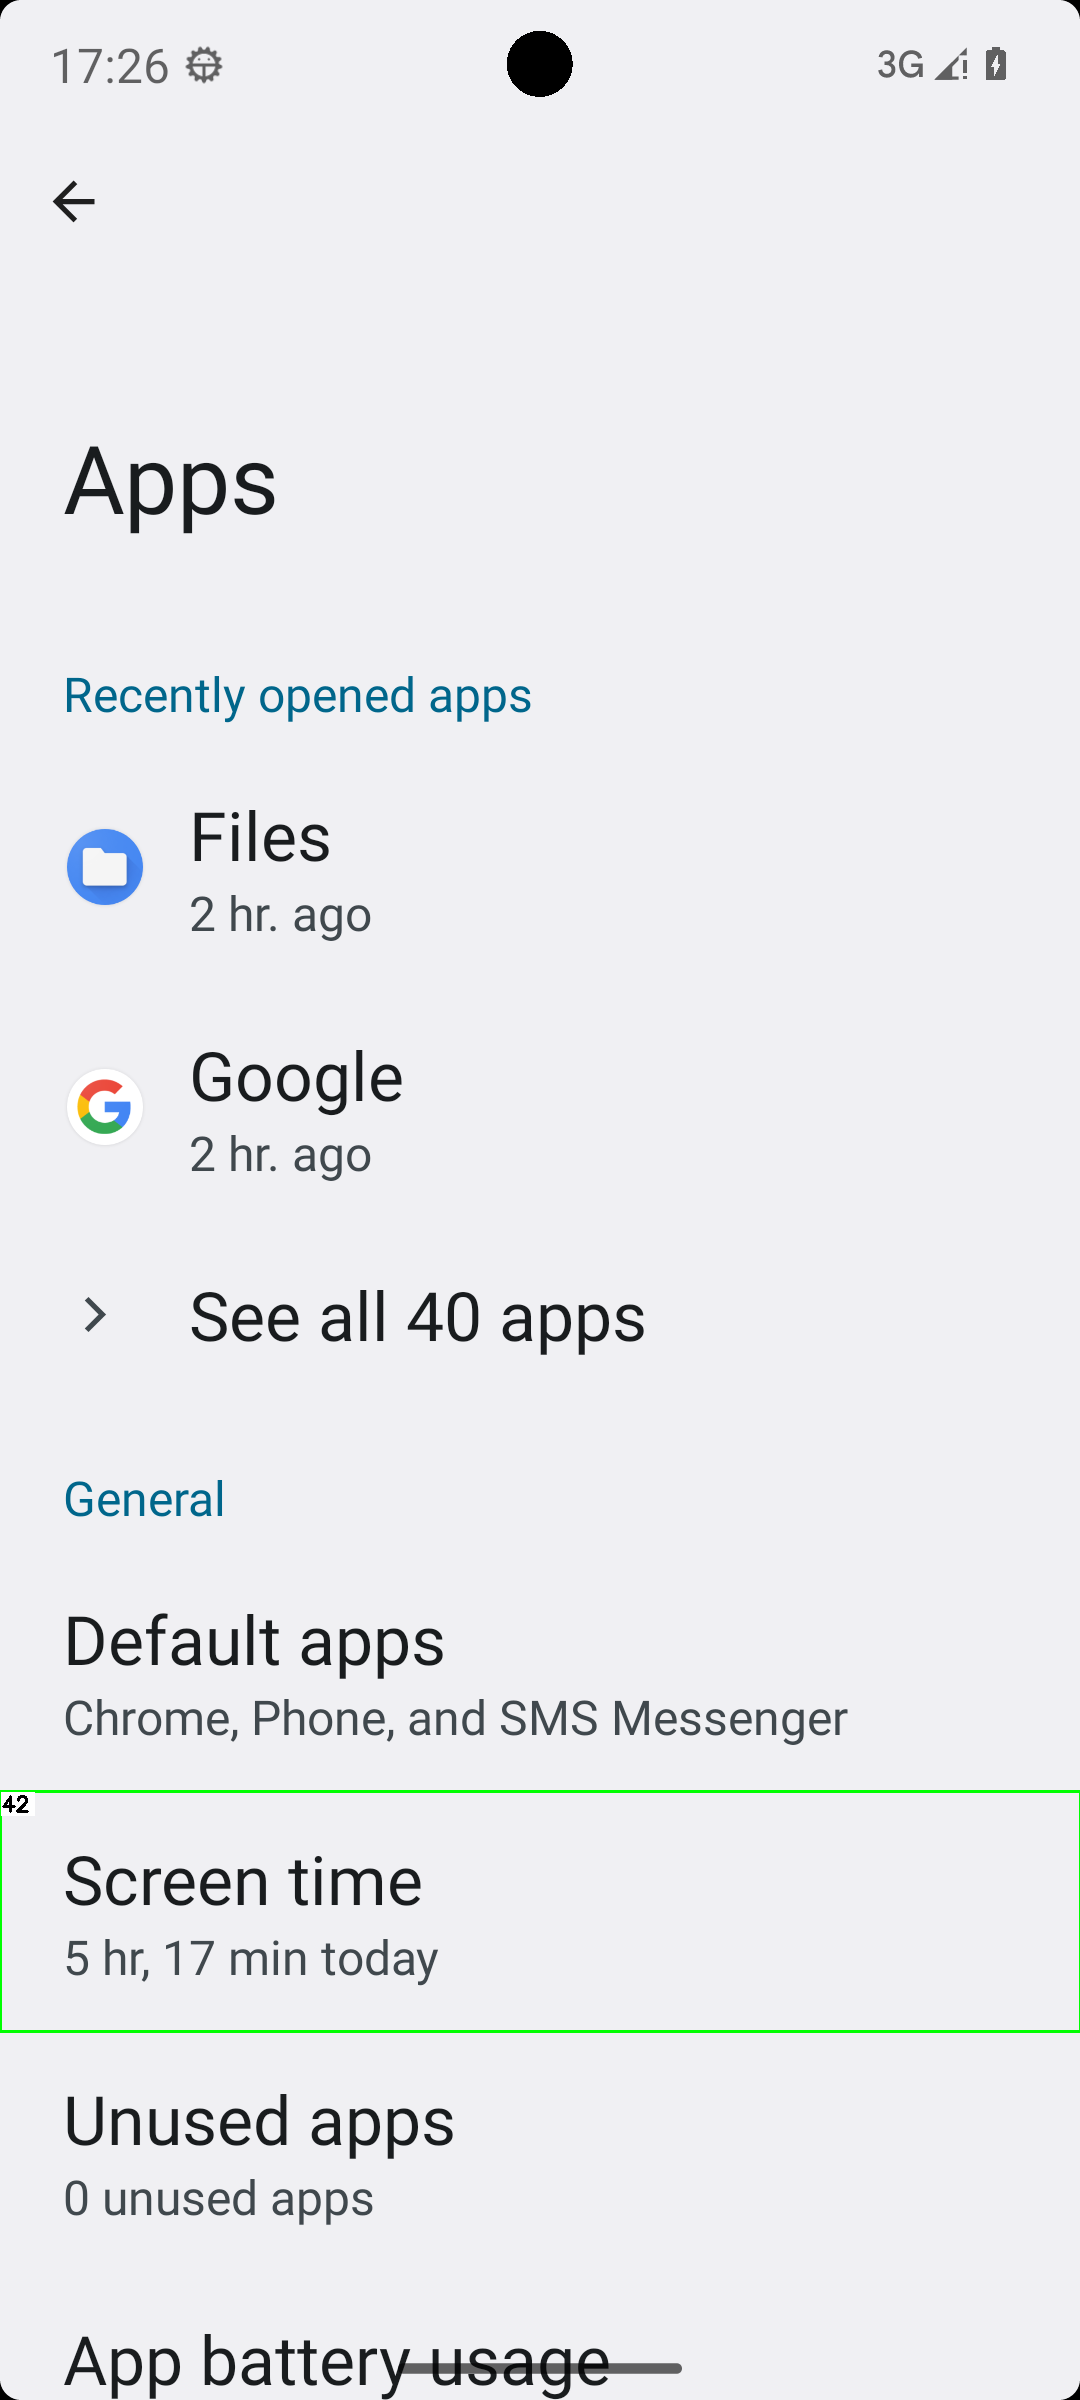 17:26
3G
Apps
Recently opened apps
Files
2 hr. ago
Google
2 hr. ago
See all 40 apps
General
Default apps
Chrome, Phone, and SMS Messenger
42
Screen time
5 hr, 17 min today
Unused apps
0 unused apps
App battery usage